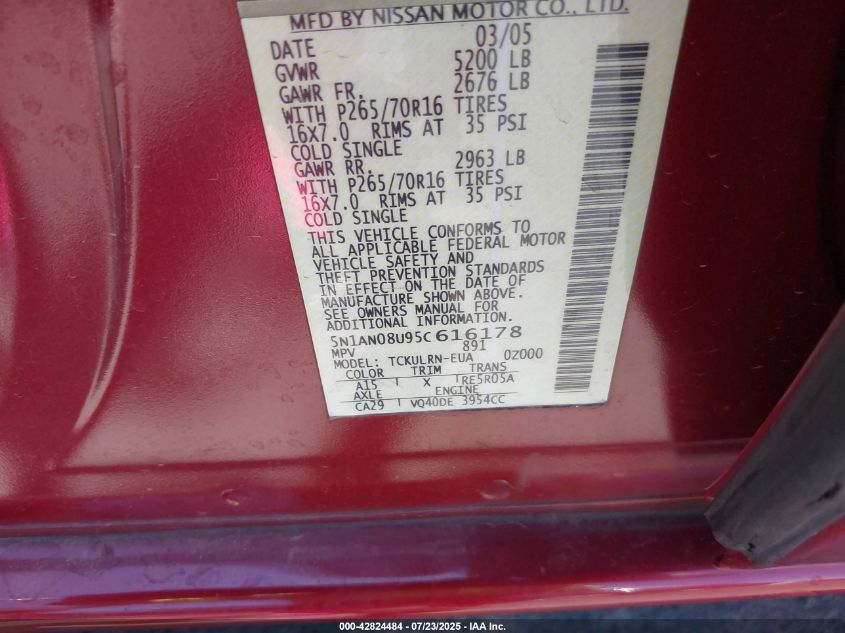 MFD BY NISSAN MOTOR CO., LTD.
DATE 03/05
GVWR 5200 LB
GAWR FR. 2676 LB
WITH P265/70R16 TIRES
16X7.0 RIMS AT 35 PSI
COLD SINGLE
GAWR RR. 2963 LB
WITH P265/70R16 TIRES
16X7.0 RIMS AT 35 PSI
COLD SINGLE
THIS VEHICLE CONFORMS TO
ALL APPLICABLE FEDERAL MOTOR
VEHICLE SAFETY AND
THEFT PREVENTION STANDARDS
IN EFFECT ON THE DATE OF
MANUFACTURE SHOWN ABOVE.
SEE OWNERS MANUAL FOR
ADDITIONAL INFORMATION.
5N1AN08U95C616178
MPV 891
MODEL: TCKULRN-EUA 0Z000
COLOR TRIM TRANS
A15 X RE5R05A
AXLE ENGINE
CA29 VQ40DE 3954CC
000-42824484 - 07/23/2025 - IAA Inc.